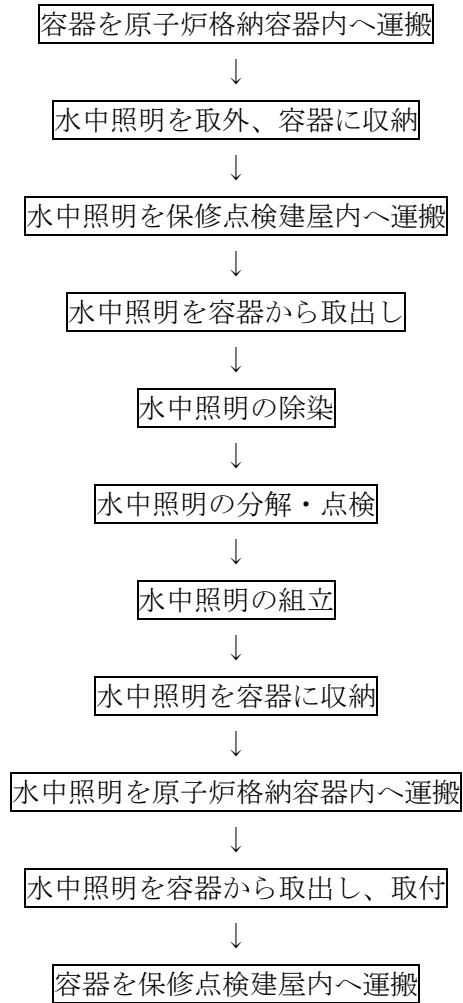 容器を原子炉格納容器内へ運搬
↓
水中照明を取外、容器に収納
↓
水中照明を保修点検建屋内へ運搬
↓
水中照明を容器から取出し
↓
水中照明の除染
↓
水中照明の分解・点検
↓
水中照明の組立
↓
水中照明を容器に収納
↓
水中照明を原子炉格納容器内へ運搬
↓
水中照明を容器から取出し、取付
↓
容器を保修点検建屋内へ運搬